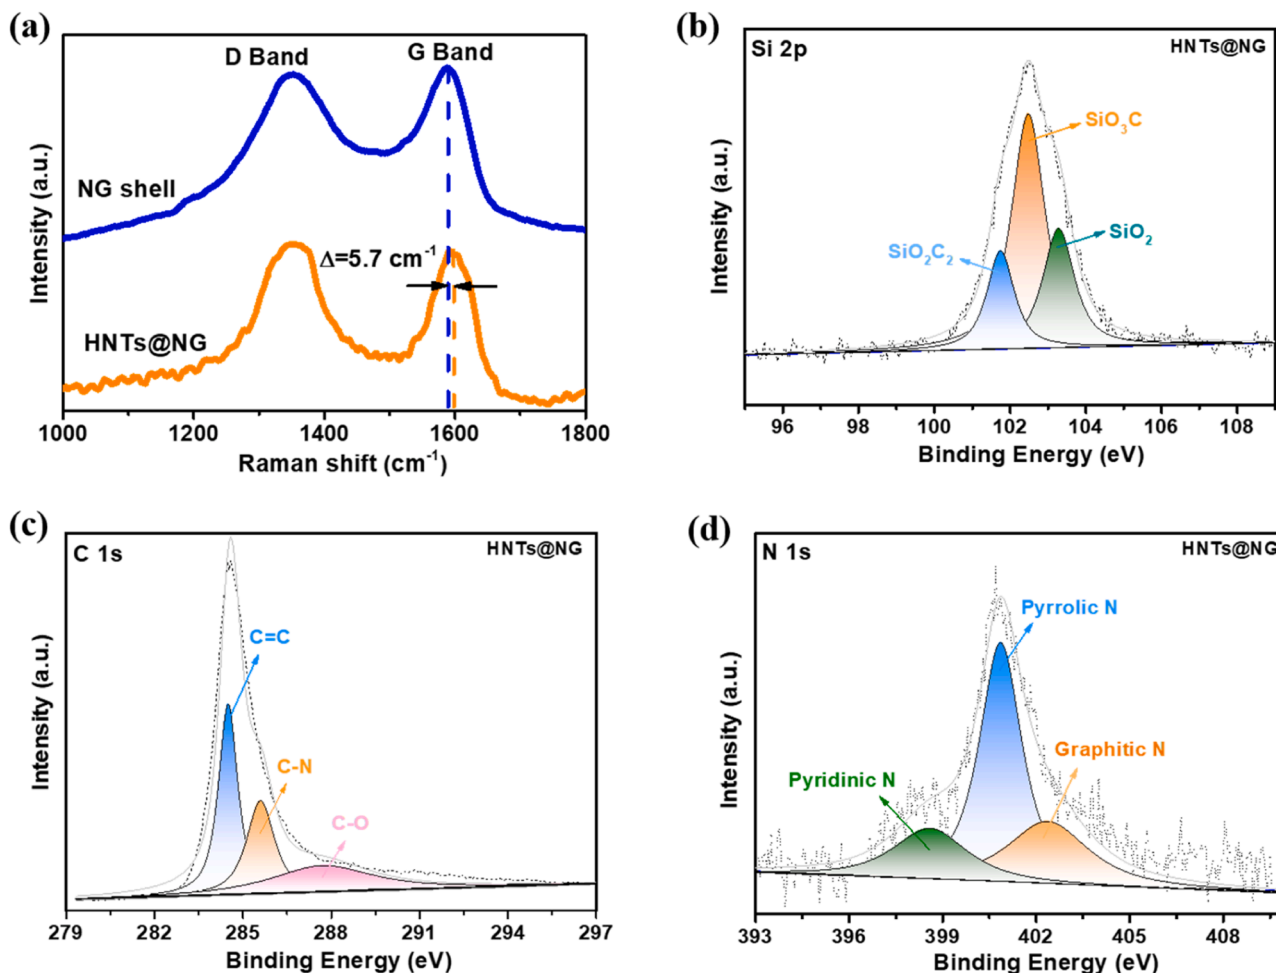 (a)
D Band
G Band
NG shell
Δ=5.7 cm⁻¹
HNTs@NG
Intensity (a.u.)
1000 1200 1400 1600 1800
Raman shift (cm⁻¹)
(b)
Si 2p
HNTs@NG
SiO₃C
SiO₂C₂
SiO₂
Intensity (a.u.)
96 98 100 102 104 106 108
Binding Energy (eV)
(c)
C 1s
HNTs@NG
C=C
C-N
C-O
Intensity (a.u.)
279 282 285 288 291 294 297
Binding Energy (eV)
(d)
N 1s
HNTs@NG
Pyrrolic N
Graphitic N
Pyridinic N
Intensity (a.u.)
393 396 399 402 405 408
Binding Energy (eV)